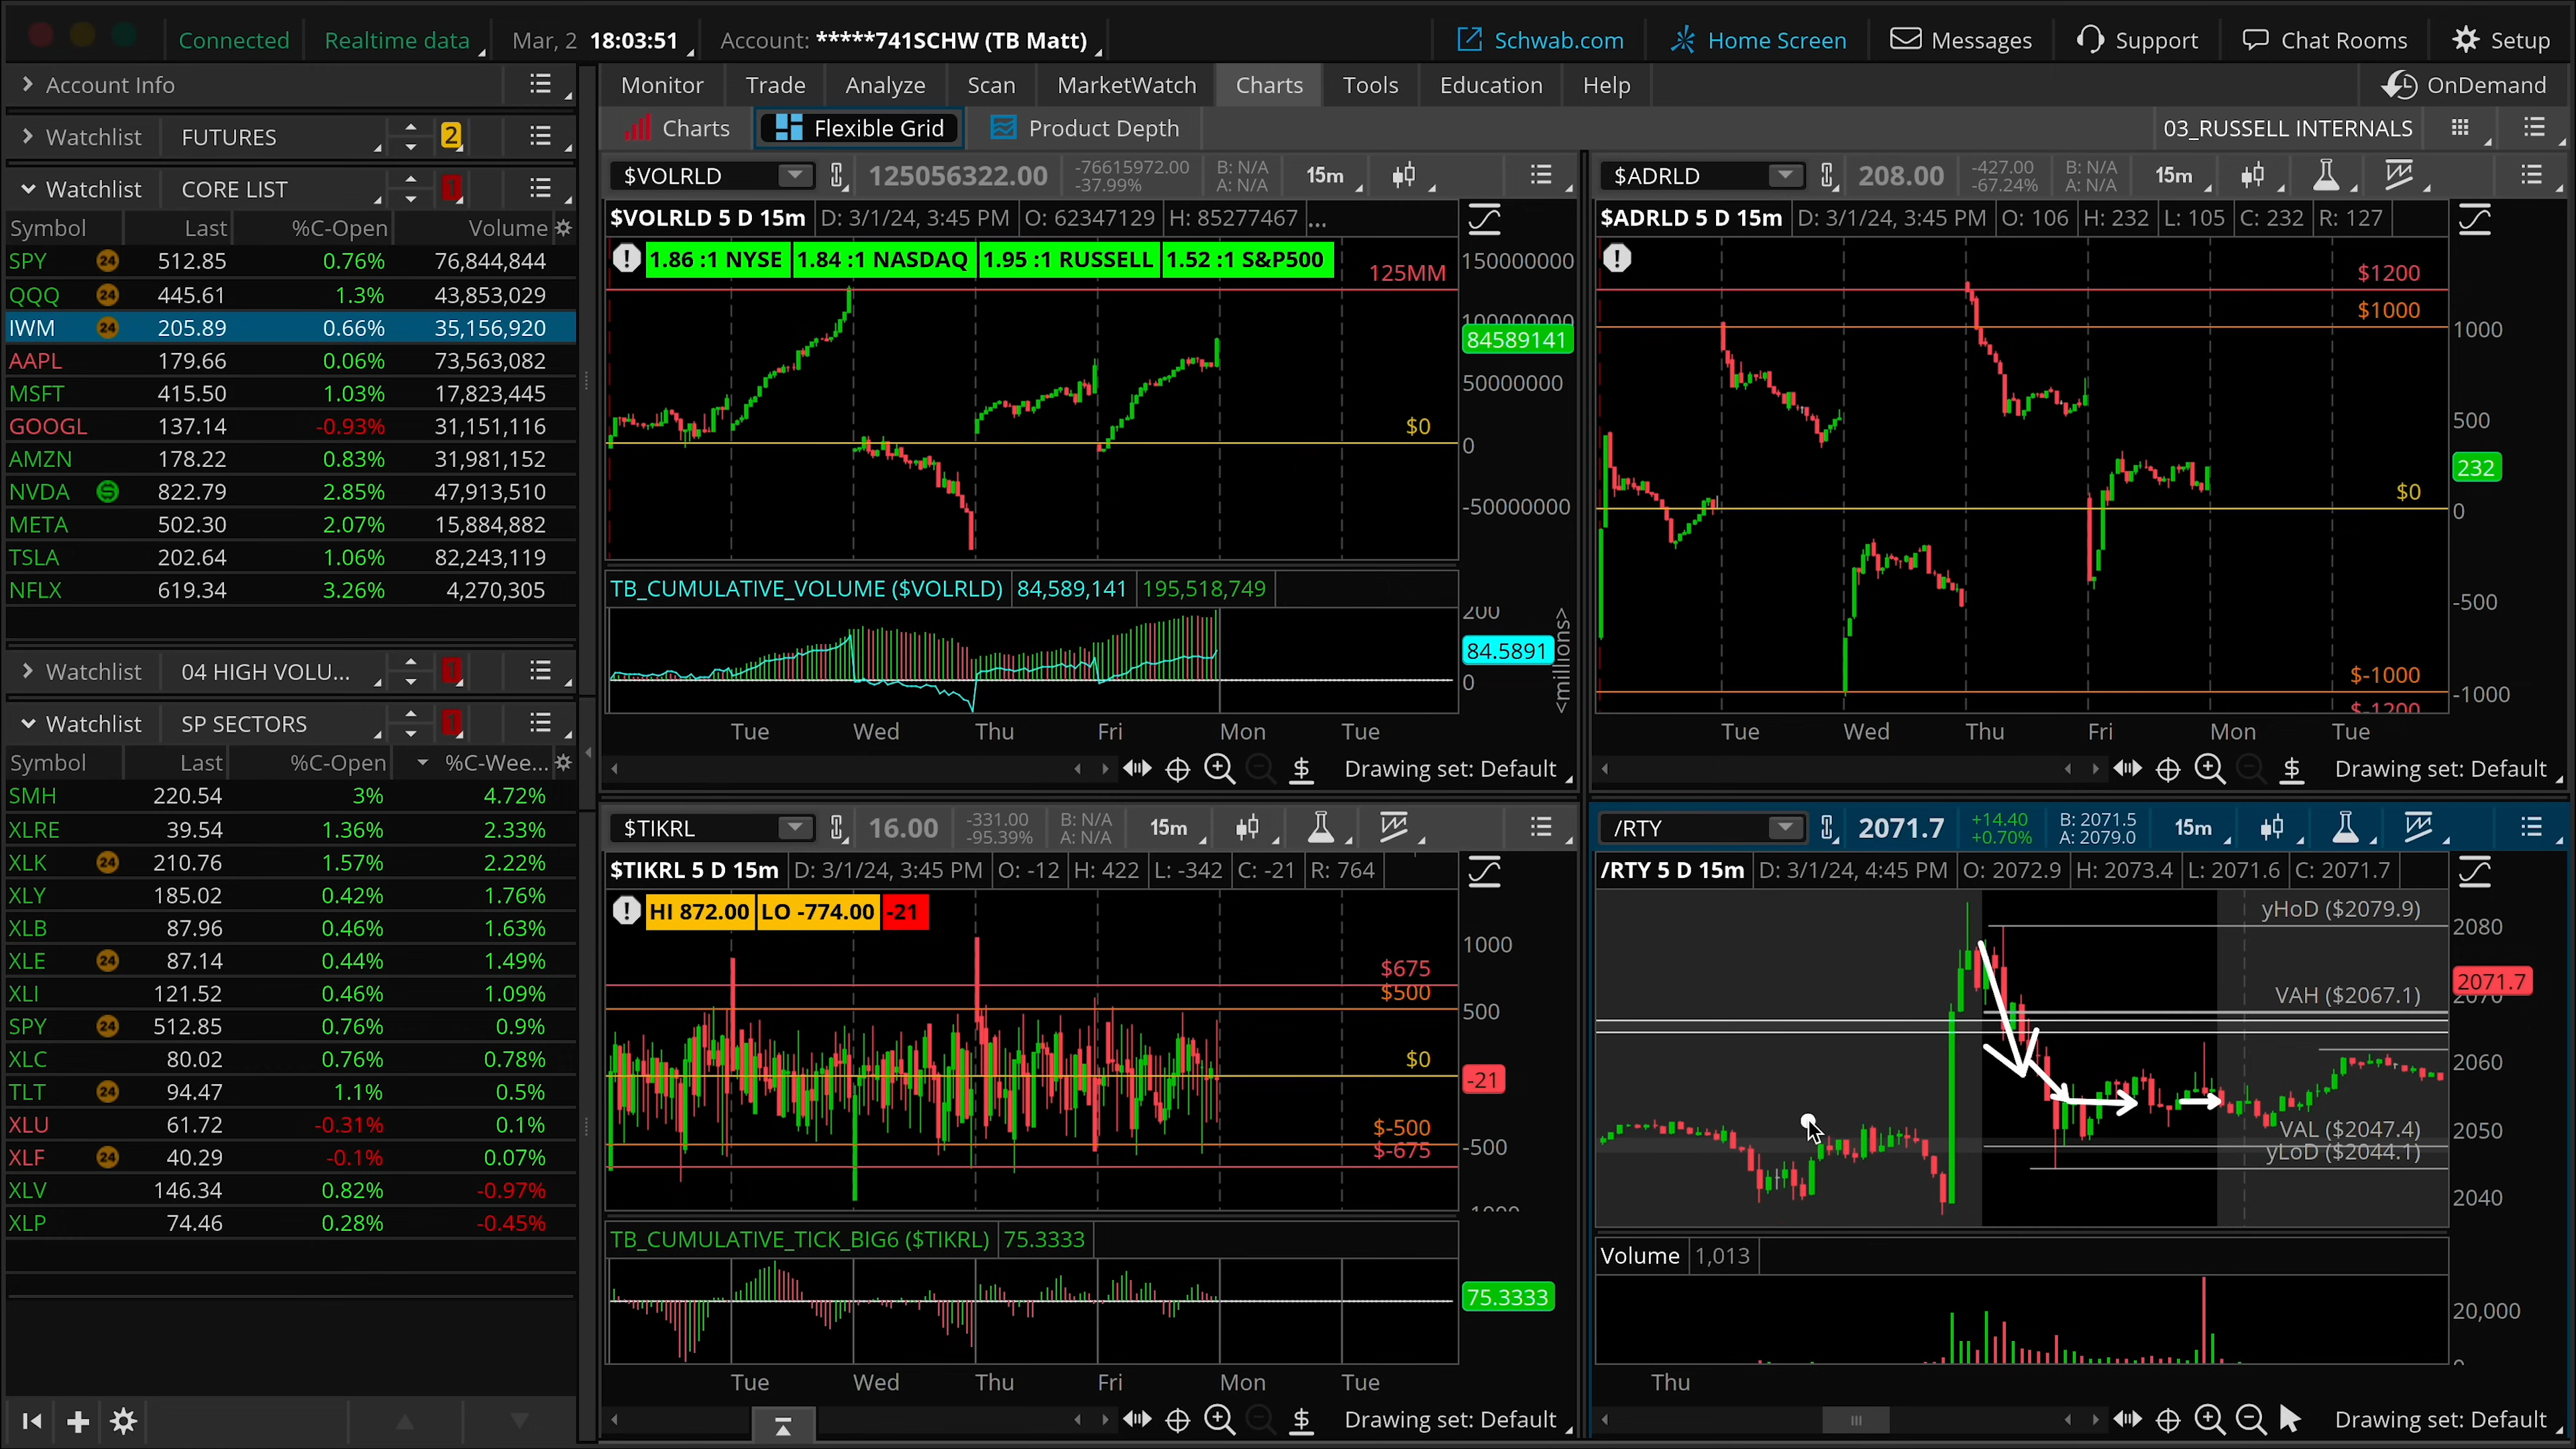 Connected Realtime data Mar, 2 18:03:51 Account: *****741SCHW (TB Matt) Schwab.com Home Screen Messages Support Chat Rooms Setup
Account Info
Monitor Trade Analyze Scan MarketWatch Charts Tools Education Help OnDemand
Charts Flexible Grid Product Depth 03_RUSSELL INTERNALS
Watchlist FUTURES 2
Watchlist CORE LIST 1
Symbol Last %C-Open Volume
SPY 24 512.85 0.76% 76,844,844
QQQ 24 445.61 1.3% 43,853,029
IWM 24 205.89 0.66% 35,156,920
AAPL 179.66 0.06% 73,563,082
MSFT 415.50 1.03% 17,823,445
GOOGL 137.14 -0.93% 31,151,116
AMZN 178.22 0.83% 31,981,152
NVDA 822.79 2.85% 47,913,510
META 502.30 2.07% 15,884,882
TSLA 202.64 1.06% 82,243,119
NFLX 619.34 3.26% 4,270,305
Watchlist 04 HIGH VOLU... 1
Watchlist SP SECTORS 1
Symbol Last %C-Open %C-Wee...
SMH 220.54 3% 4.72%
XLRE 39.54 1.36% 2.33%
XLK 24 210.76 1.57% 2.22%
XLY 185.02 0.42% 1.76%
XLB 87.96 0.46% 1.63%
XLE 24 87.14 0.44% 1.49%
XLI 121.52 0.46% 1.09%
SPY 24 512.85 0.76% 0.9%
XLC 80.02 0.76% 0.78%
TLT 24 94.47 1.1% 0.5%
XLU 61.72 -0.31% 0.1%
XLF 24 40.29 -0.1% 0.07%
XLV 146.34 0.82% -0.97%
XLP 74.46 0.28% -0.45%
$VOLRLD 125056322.00 -76615972.00 -37.99% B: N/A A: N/A 15m
$VOLRLD 5 D 15m D: 3/1/24, 3:45 PM O: 62347129 H: 85277467 ...
1.86 :1 NYSE 1.84 :1 NASDAQ 1.95 :1 RUSSELL 1.52 :1 S&P500
125MM
$0
150000000
100000000
84589141
50000000
0
-50000000
TB_CUMULATIVE_VOLUME ($VOLRLD) 84,589,141 195,518,749
200
84.5891
0
<millions>
Tue Wed Thu Fri Mon Tue
Drawing set: Default
$ADRLD 208.00 -427.00 -67.24% B: N/A A: N/A 15m
$ADRLD 5 D 15m D: 3/1/24, 3:45 PM O: 106 H: 232 L: 105 C: 232 R: 127
$1200
$1000
$0
$-1000
$-1200
1000
500
232
0
-500
-1000
Tue Wed Thu Fri Mon Tue
Drawing set: Default
$TIKRL 16.00 -331.00 -95.39% B: N/A A: N/A 15m
$TIKRL 5 D 15m D: 3/1/24, 3:45 PM O: -12 H: 422 L: -342 C: -21 R: 764
HI 872.00 LO -774.00 -21
$675
$500
$0
$-500
$-675
1000
500
-21
-500
-1000
TB_CUMULATIVE_TICK_BIG6 ($TIKRL) 75.3333
75.3333
Tue Wed Thu Fri Mon Tue
Drawing set: Default
/RTY 2071.7 +14.40 +0.70% B: 2071.5 A: 2079.0 15m
/RTY 5 D 15m D: 3/1/24, 4:45 PM O: 2072.9 H: 2073.4 L: 2071.6 C: 2071.7
yHoD ($2079.9)
VAH ($2067.1)
VAL ($2047.4)
yLoD ($2044.1)
2080
2071.7
2070
2060
2050
2040
Volume 1,013
20,000
0
Thu
Drawing set: Default